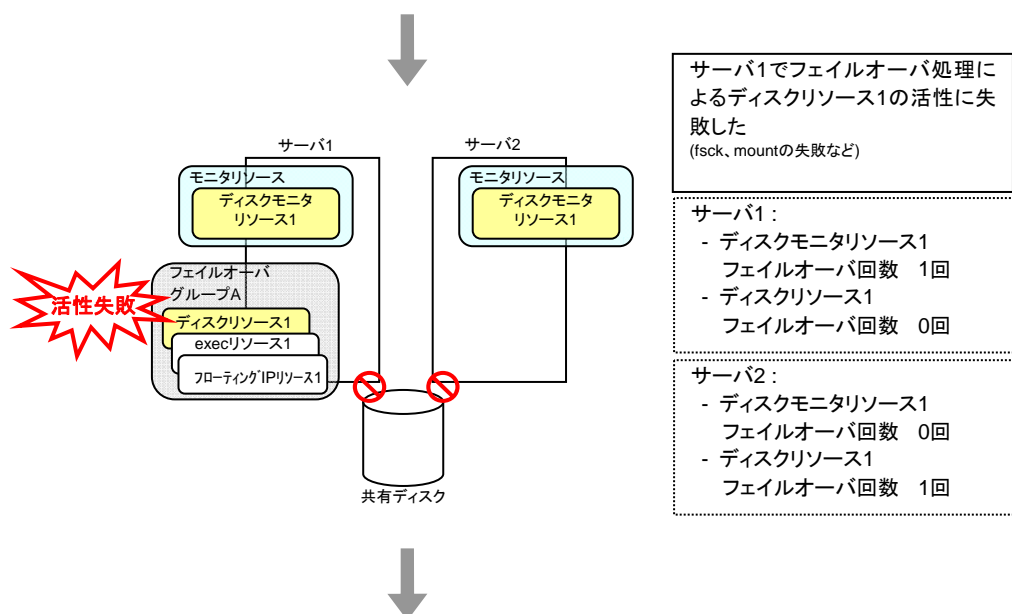 サーバ1
サーバ2
モニタリソース
ディスクモニタ
リソース1
モニタリソース
ディスクモニタ
リソース1
フェイルオーバ
グループA
活性失敗
ディスクリソース1
execリソース1
フローティングIPリソース1
共有ディスク
サーバ1でフェイルオーバ処理に
よるディスクリソース1の活性に失
敗した
(fsck、mountの失敗など)
サーバ1 :
- ディスクモニタリソース1
フェイルオーバ回数 1回
- ディスクリソース1
フェイルオーバ回数 0回
サーバ2 :
- ディスクモニタリソース1
フェイルオーバ回数 0回
- ディスクリソース1
フェイルオーバ回数 1回